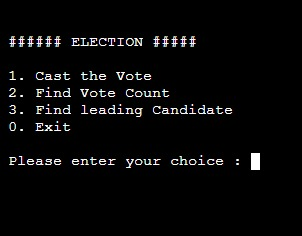 ###### ELECTION #####
1. Cast the Vote
2. Find Vote Count
3. Find leading Candidate
0. Exit
Please enter your choice :